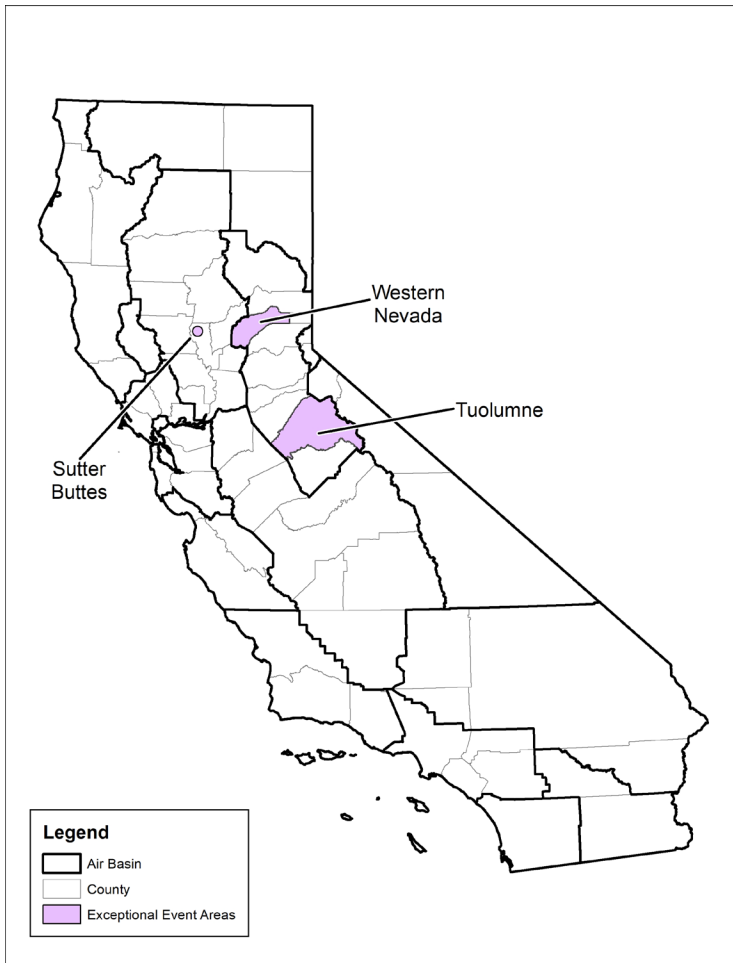 Western
Nevada
Tuolumne
Sutter
Buttes
Legend
Air Basin
County
Exceptional Event Areas